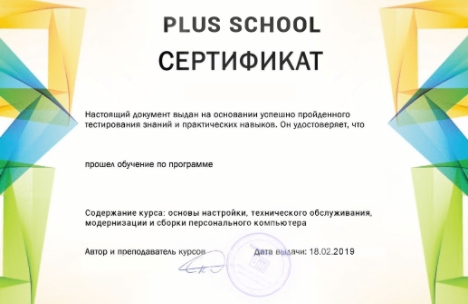 PLUS SCHOOL
СЕРТИФИКАТ
Настоящий документ выдан на основании успешно пройденного
тестирования знаний и практических навыков. Он удостоверяет, что
прошел обучение по программе
Содержание курса: основы настройки, технического обслуживания,
модернизации и сборки персонального компьютера
Автор и преподаватель курсов Дата выдачи: 18.02.2019